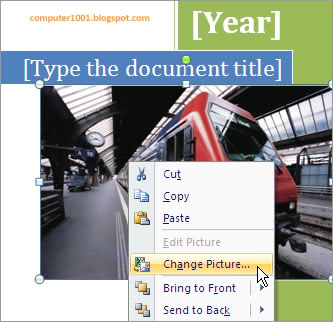 computer1001.blogspot.com
[Year]
[Type the document title]
Cut
Copy
Paste
Edit Picture
Change Picture...
Bring to Front
Send to Back